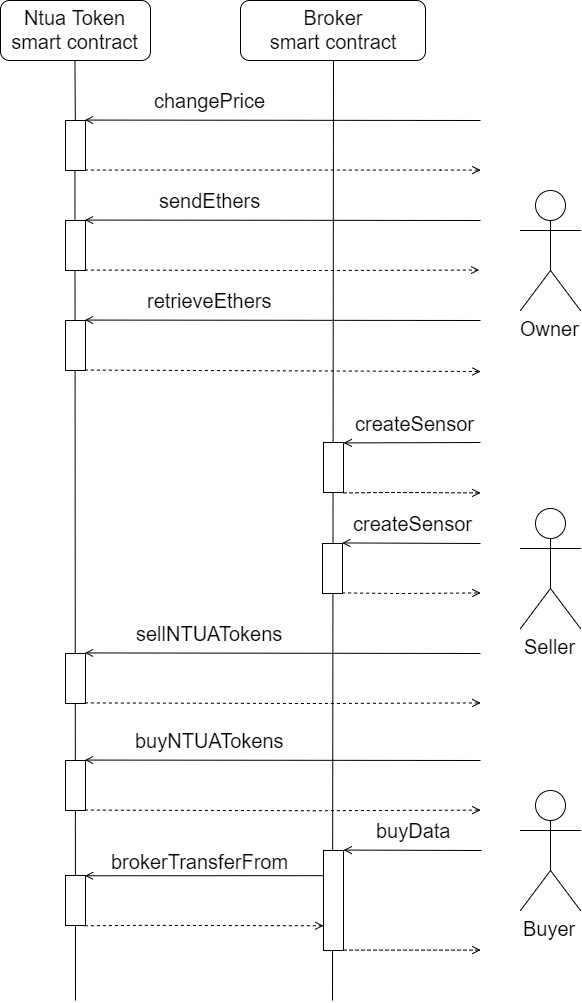 Ntua Token
smart contract
Broker
smart contract
changePrice
sendEthers
retrieveEthers
Owner
createSensor
createSensor
sellNTUATokens
Seller
buyNTUATokens
buyData
brokerTransferFrom
Buyer